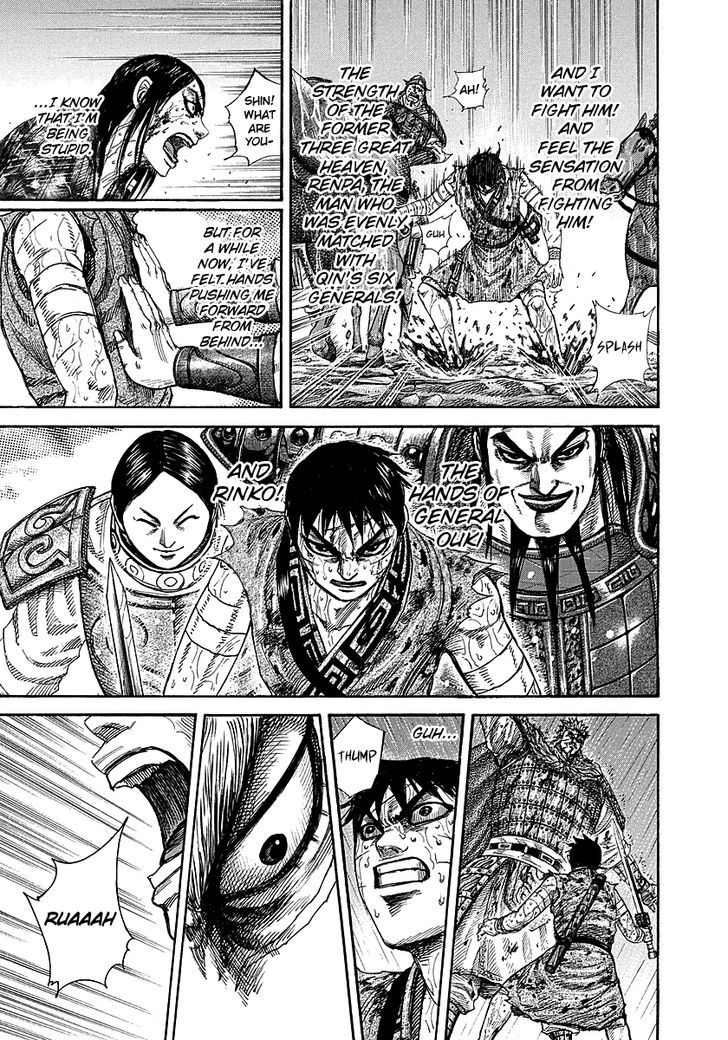 AND I
WANT TO
FIGHT HIM!
AND
FEEL THE
SENSATION
FROM
FIGHTING
HIM!
AH!
THE
STRENGTH
OF THE
FORMER
THREE GREAT
HEAVEN,
RENPA, THE
MAN WHO
WAS EVENLY
MATCHED
WITH
QIN'S SIX
GENERALS!
GUH
SPLASH
SHIN!
WHAT
ARE
YOU-
...I KNOW
THAT I'M
BEING
STUPID.
BUT FOR
A WHILE
NOW, I'VE
FELT HANDS
PUSHING ME
FORWARD
FROM
BEHIND...
THE
HANDS OF
GENERAL
OUKI
AND
RINKO!
GUH...
THUMP
RUAAAH